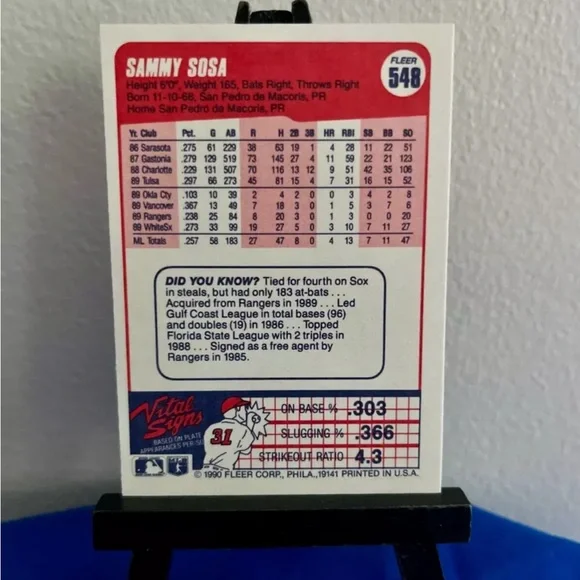 SAMMY SOSA
FLEER
548
Height 6'0", Weight 165, Bats Right, Throws Right
Born 11-10-68, San Pedro de Macoris, PR
Home San Pedro de Macoris, PR
Yr. Club Pct. G AB R H 2B 3B HR RBI SB BB SO
86 Sarasota .275 61 229 38 63 19 1 4 28 11 22 51
87 Gastonia .279 129 519 73 145 27 4 11 59 22 21 123
88 Charlotte .229 131 507 70 116 13 12 9 51 42 35 106
89 Tulsa .297 66 273 45 81 15 4 7 31 16 15 52
89 Okla Cty .103 10 39 2 4 2 0 0 3 4 2 8
89 Vancouver .367 13 49 7 18 3 0 1 5 3 7 6
89 Rangers .238 25 84 8 20 3 0 1 3 0 0 20
89 WhiteSx .273 33 99 19 27 5 0 3 10 7 11 27
ML Totals .257 58 183 27 47 8 0 4 13 7 11 47
DID YOU KNOW? Tied for fourth on Sox
in steals, but had only 183 at-bats . . .
Acquired from Rangers in 1989 . . . Led
Gulf Coast League in total bases (96)
and doubles (19) in 1986 . . . Topped
Florida State League with 2 triples in
1988 . . . Signed as a free agent by
Rangers in 1985.
Vital Signs
BASED ON PLATE
APPEARANCES PER SO
31
ON BASE % .303
SLUGGING % .366
STRIKEOUT RATIO 4.3
© 1990 FLEER CORP., PHILA., 19141 PRINTED IN U.S.A.